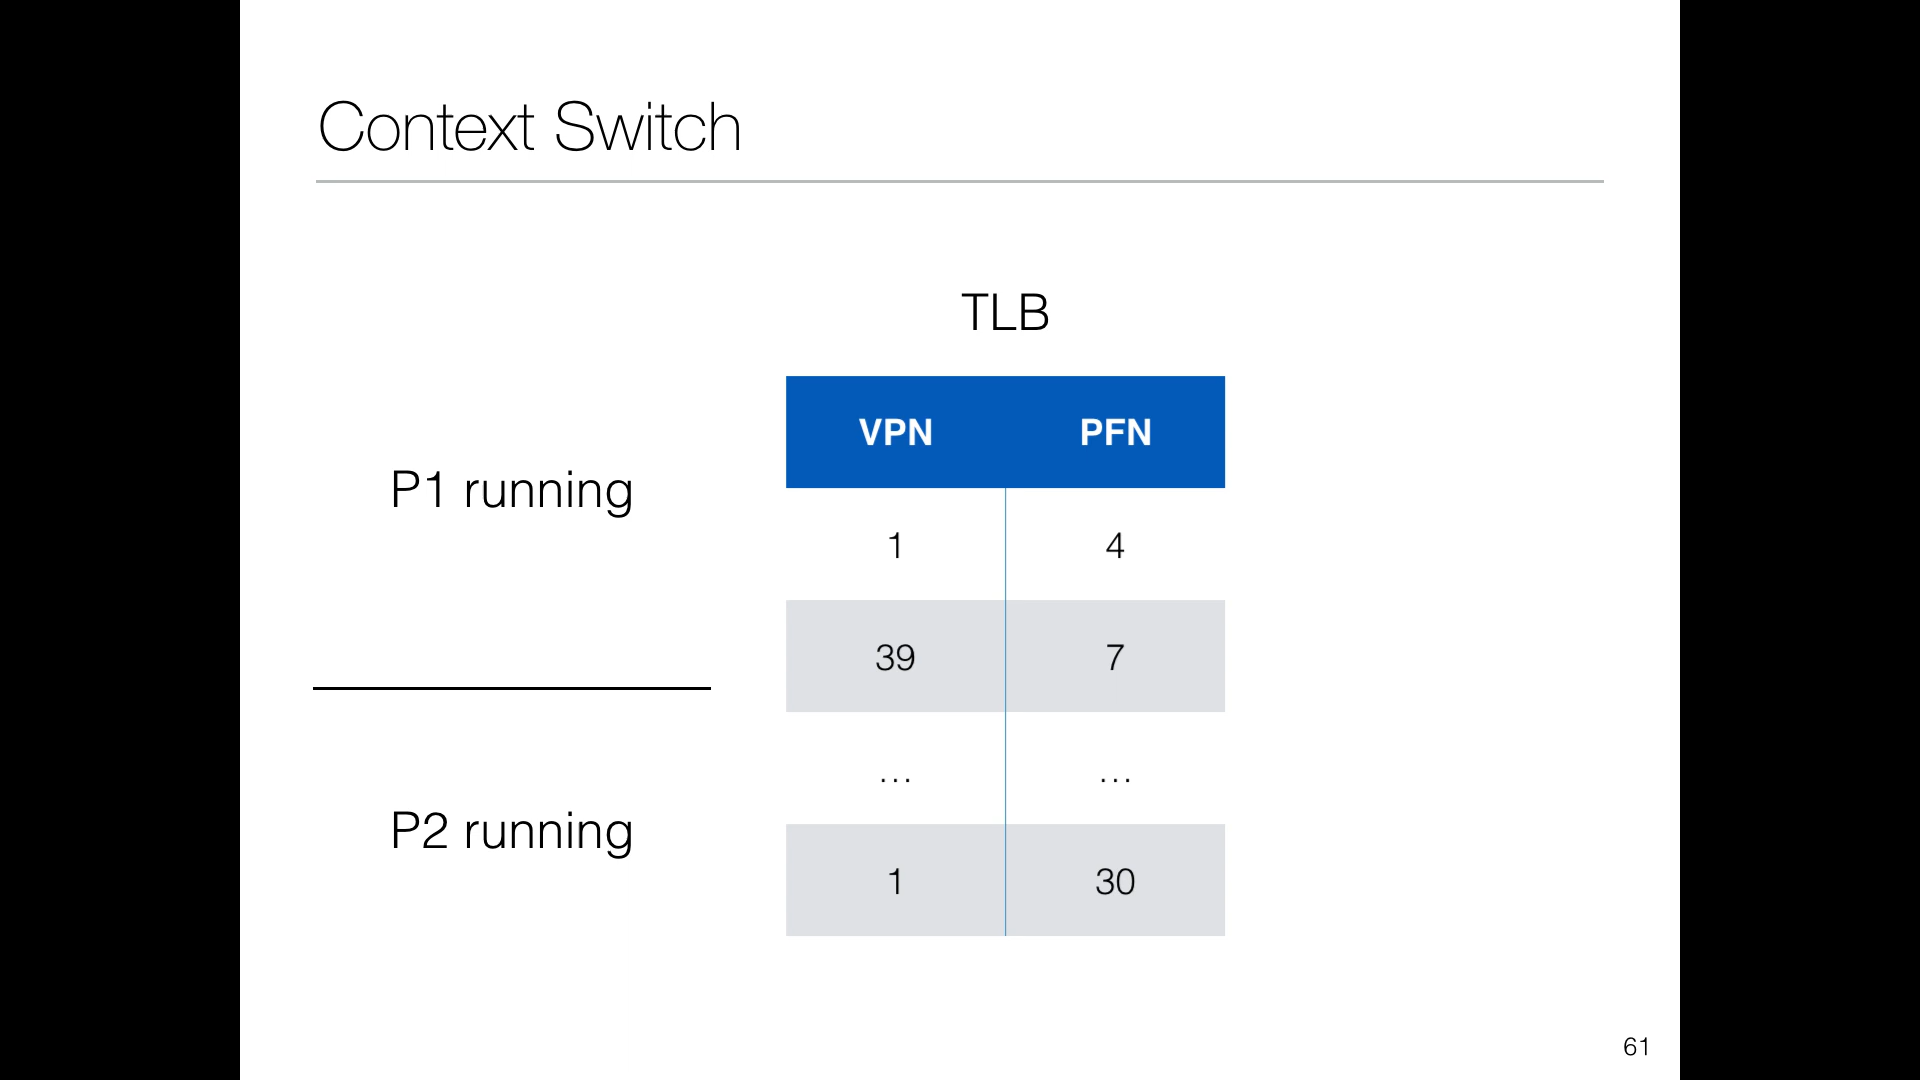 Context Switch
TLB
P1 running
P2 running
VPN PFN
1 4
39 7
… …
1 30
61